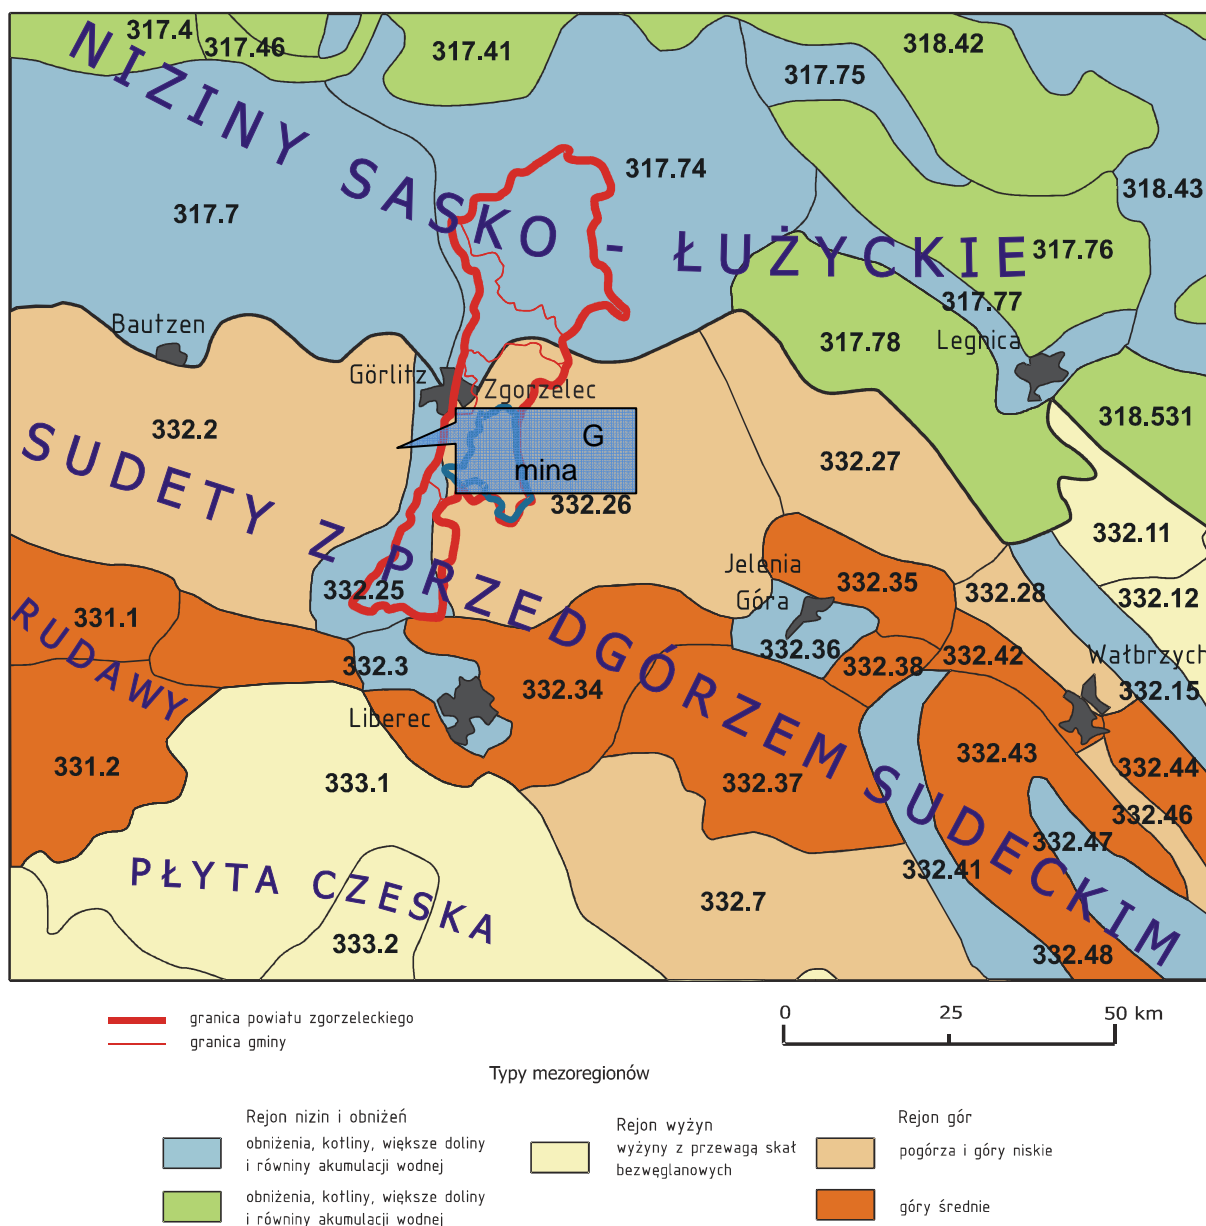 317.4
317.46
317.41
318.42
317.75
NIZINY SASKO - ŁUŻYCKIE
317.74
318.43
317.7
317.76
317.77
Bautzen
317.78
Legnica
Görlitz
Zgorzelec
318.531
332.2
G
mina
332.27
332.26
332.11
SUDETY Z PRZEDGÓRZEM SUDECKIM
Jelenia
Góra
332.35
332.25
332.28
332.12
331.1
RUDAWY
332.36
332.38
332.42
Wałbrzych
332.3
332.34
332.15
Liberec
331.2
333.1
332.37
332.43
332.44
332.46
332.47
PŁYTA CZESKA
332.41
332.7
333.2
332.48
granica powiatu zgorzeleckiego
granica gminy
0 25 50 km
Typy mezoregionów
Rejon nizin i obniżeń
obniżenia, kotliny, większe doliny
i równiny akumulacji wodnej
obniżenia, kotliny, większe doliny
i równiny akumulacji wodnej
Rejon wyżyn
wyżyny z przewagą skał
bezwęglanowych
Rejon gór
pogórza i góry niskie
góry średnie